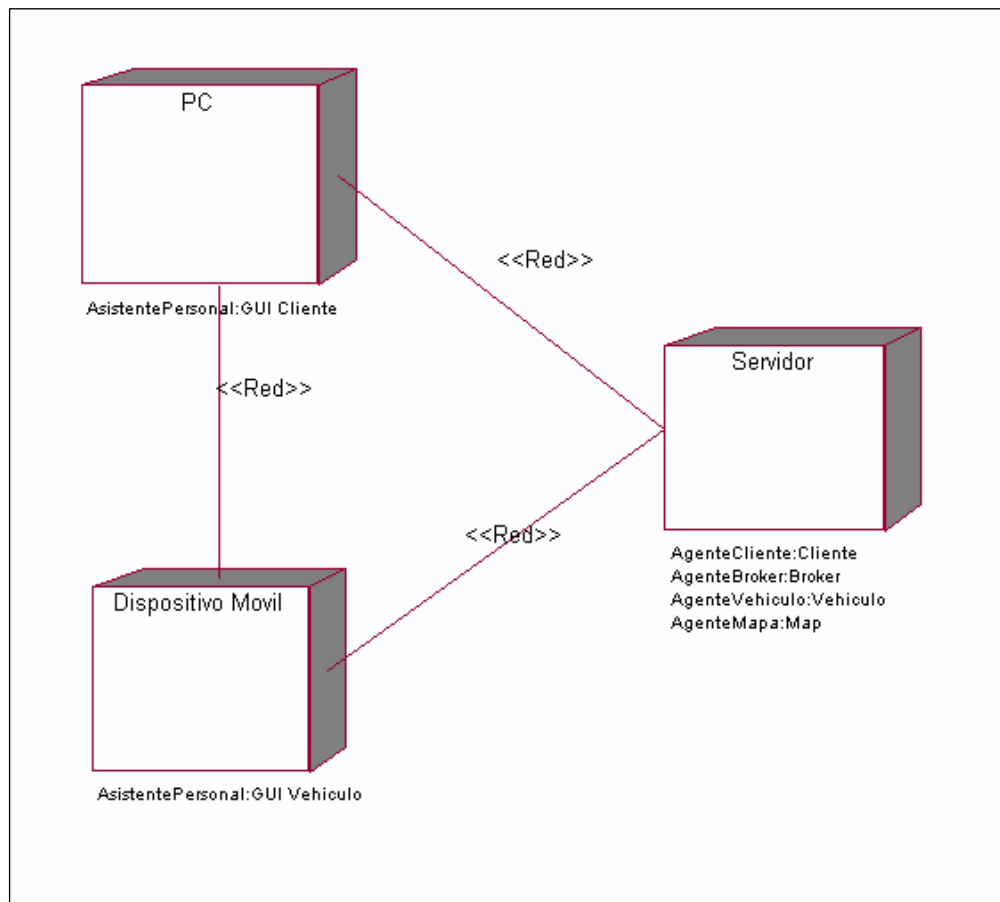 PC
AsistentePersonal:GUI Cliente
<<Red>>
<<Red>>
Servidor
AgenteCliente:Cliente
AgenteBroker:Broker
AgenteVehiculo:Vehiculo
AgenteMapa:Map
<<Red>>
Dispositivo Movil
AsistentePersonal:GUI Vehiculo